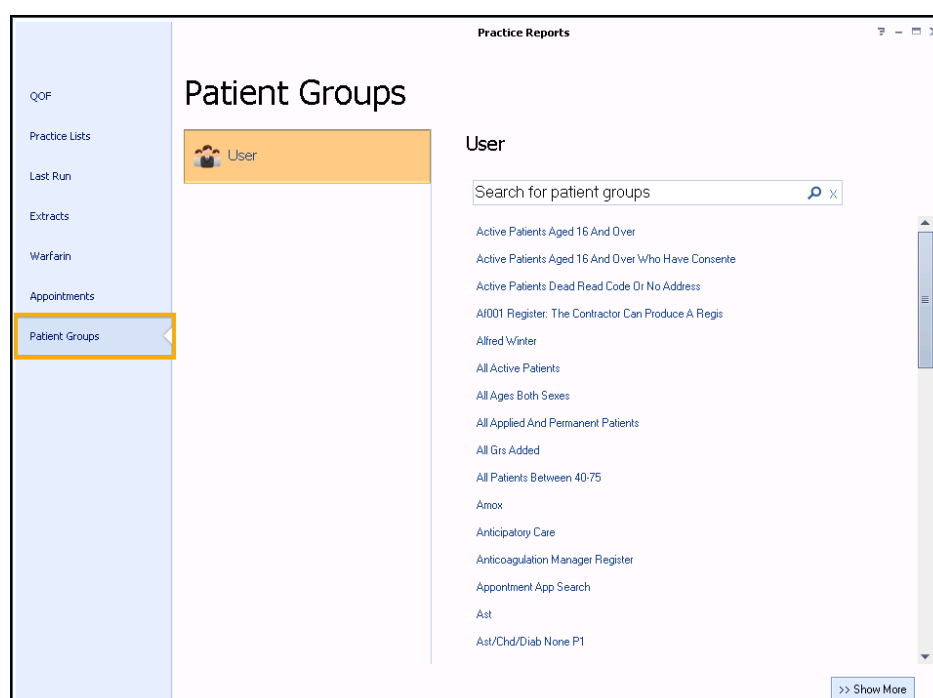 Practice Reports
QOF
Practice Lists
Last Run
Extracts
Warfarin
Appointments
Patient Groups
Patient Groups
User
User
Search for patient groups
X
Active Patients Aged 16 And Over
Active Patients Aged 16 And Over Who Have Consente
Active Patients Dead Read Code Or No Address
Af001 Register: The Contractor Can Produce A Regis
Alfred Winter
All Active Patients
All Ages Both Sexes
All Applied And Permanent Patients
All Grs Added
All Patients Between 40-75
Amox
Anticipatory Care
Anticoagulation Manager Register
Appontment App Search
Ast
Ast/Chd/Diab None P1
>> Show More